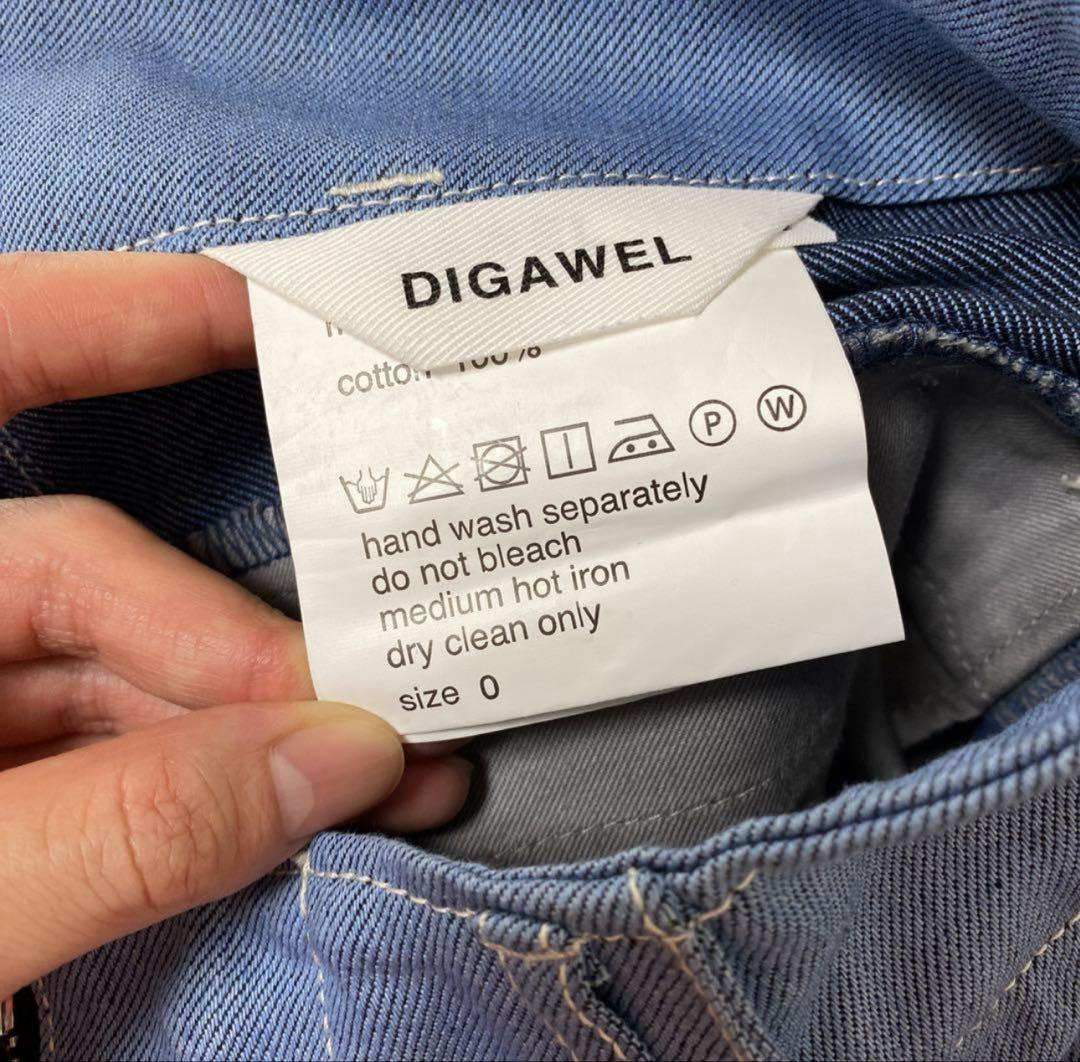 DIGAWEL
cotton 100%
P W
hand wash separately
do not bleach
medium hot iron
dry clean only
size 0